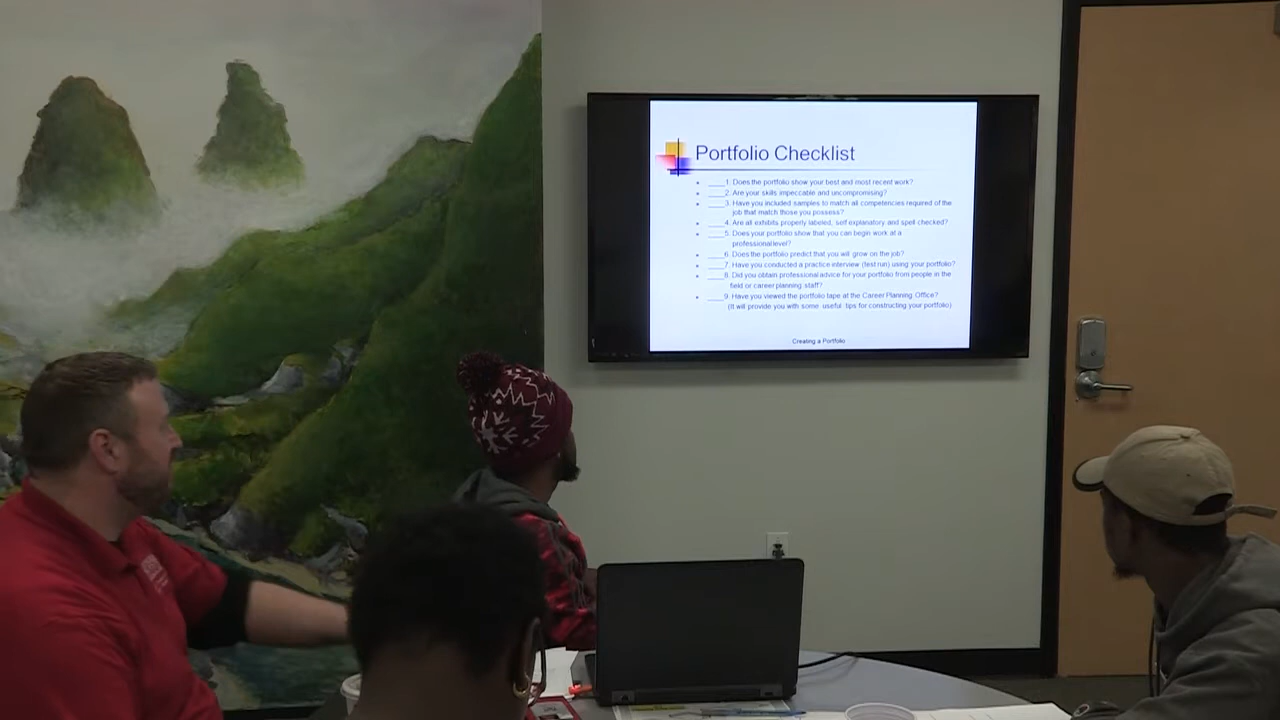 Portfolio Checklist
____1. Does the portfolio show your best and most recent work?
____2. Are your skills impeccable and uncompromising?
____3. Have you included samples to match all competencies required of the
job that match those you possess?
____4. Are all exhibits properly labeled, self explanatory and spell checked?
____5. Does your portfolio show that you can begin work at a
professional level?
____6. Does the portfolio predict that you will grow on the job?
____7. Have you conducted a practice interview (test run) using your portfolio?
____8. Did you obtain professional advice for your portfolio from people in the
field or career planning staff?
____9. Have you viewed the portfolio tape at the Career Planning Office?
(It will provide you with some useful tips for constructing your portfolio)
Creating a Portfolio